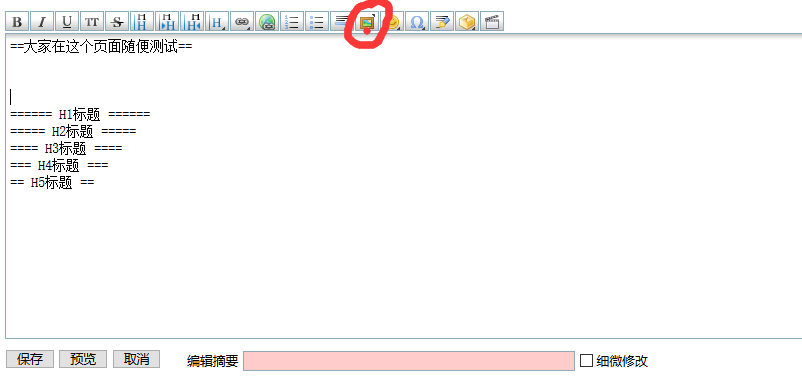 B I U TT S H H H H
==大家在这个页面随便测试==
====== H1标题 ======
===== H2标题 =====
==== H3标题 ====
=== H4标题 ===
== H5标题 ==
保存 预览 取消 编辑摘要 细微修改